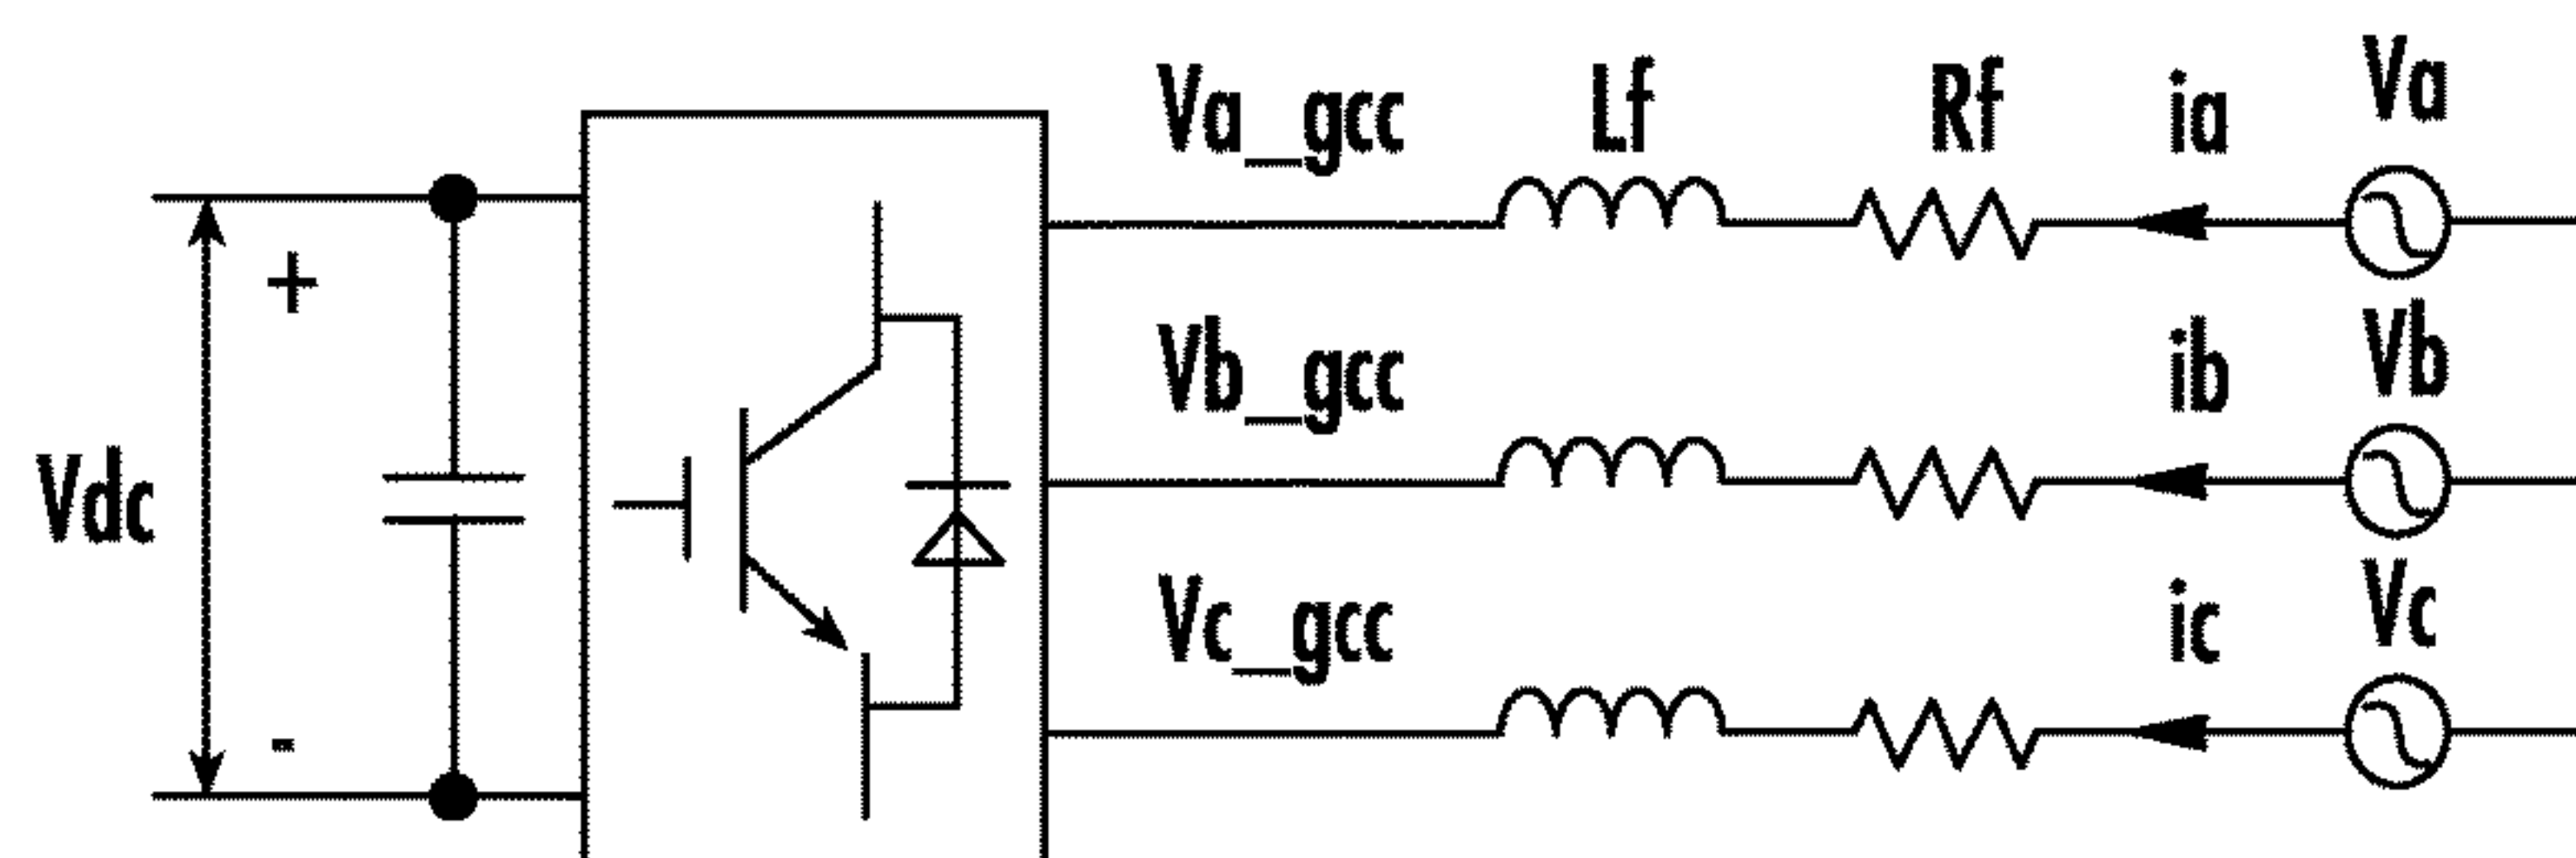 Va_gcc Lf Rf ia Va
+
Vb_gcc ib Vb
Vdc
Vc_gcc ic Vc
-